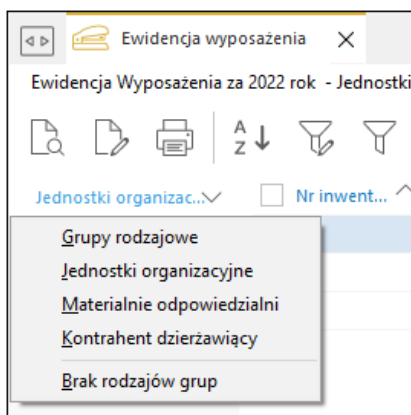 Ewidencja wyposażenia
Ewidencja Wyposażenia za 2022 rok - Jednostki
A
Z
Jednostki organizac...
Nr inwent...
Grupy rodzajowe
Jednostki organizacyjne
Materialnie odpowiedzialni
Kontrahent dzierżawiący
Brak rodzajów grup